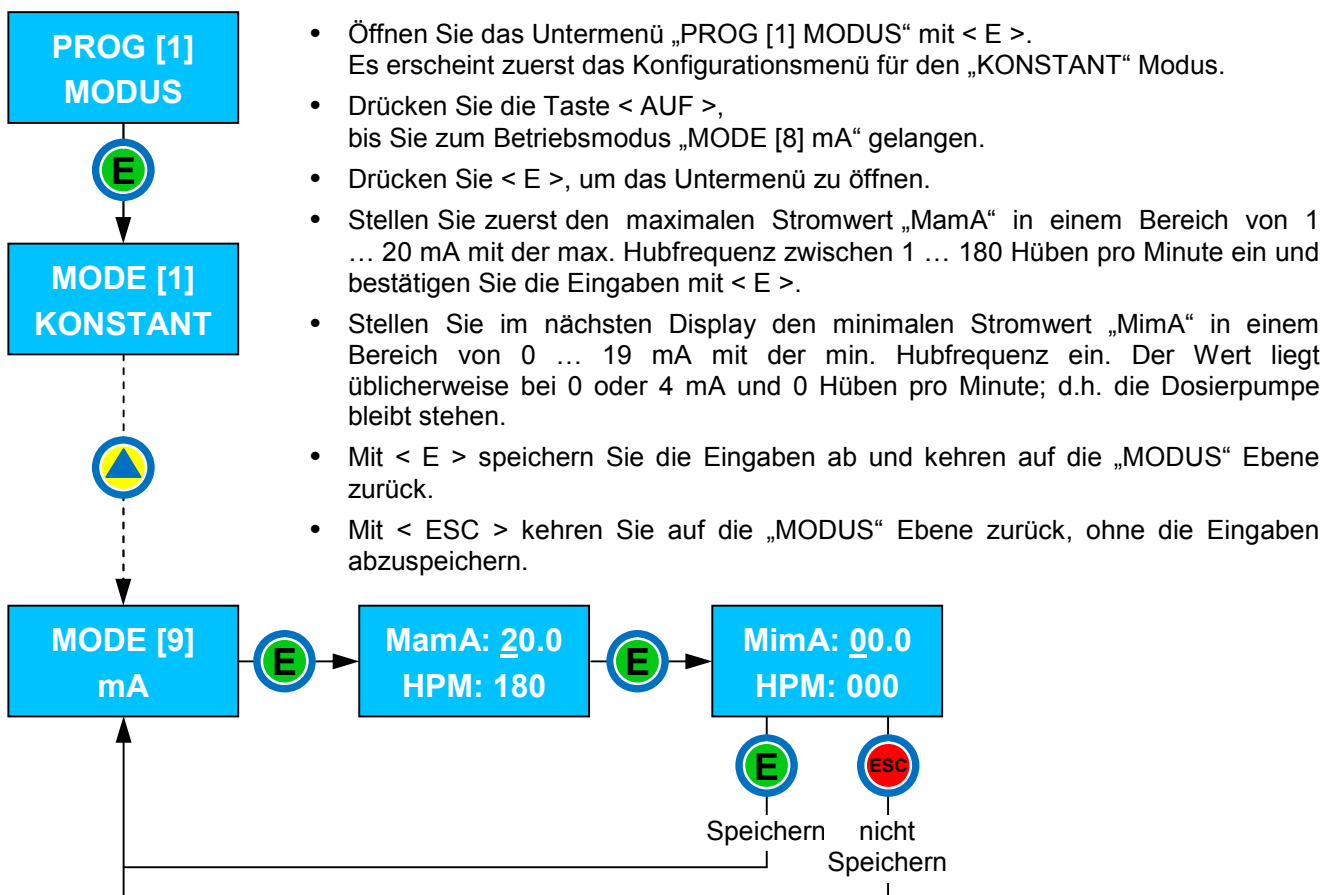 PROG [1]
MODUS
E
MODE [1]
KONSTANT
• Öffnen Sie das Untermenü „PROG [1] MODUS“ mit < E >.
Es erscheint zuerst das Konfigurationsmenü für den „KONSTANT“ Modus.
• Drücken Sie die Taste < AUF >,
bis Sie zum Betriebsmodus „MODE [8] mA“ gelangen.
• Drücken Sie < E >, um das Untermenü zu öffnen.
• Stellen Sie zuerst den maximalen Stromwert „MamA“ in einem Bereich von 1
… 20 mA mit der max. Hubfrequenz zwischen 1 … 180 Hüben pro Minute ein und
bestätigen Sie die Eingaben mit < E >.
• Stellen Sie im nächsten Display den minimalen Stromwert „MimA“ in einem
Bereich von 0 … 19 mA mit der min. Hubfrequenz ein. Der Wert liegt
üblicherweise bei 0 oder 4 mA und 0 Hüben pro Minute; d.h. die Dosierpumpe
bleibt stehen.
• Mit < E > speichern Sie die Eingaben ab und kehren auf die „MODUS“ Ebene
zurück.
• Mit < ESC > kehren Sie auf die „MODUS“ Ebene zurück, ohne die Eingaben
abzuspeichern.
MODE [9]
mA
E
MamA: 20.0
HPM: 180
E
MimA: 00.0
HPM: 000
E
ESC
Speichern
nicht
Speichern